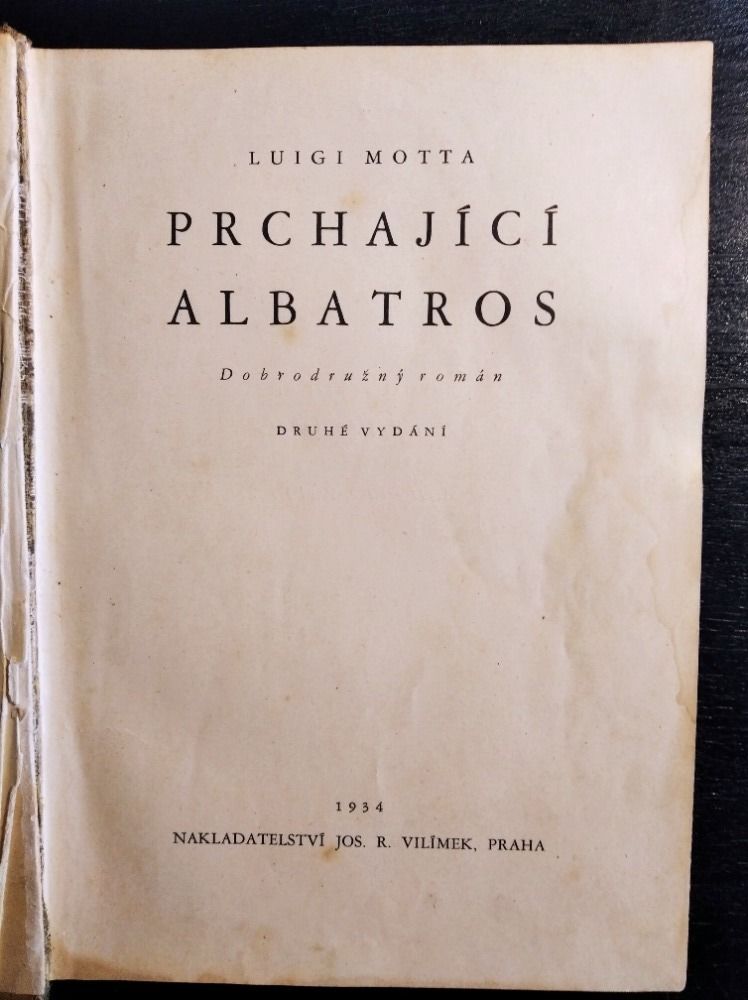 LUIGI MOTTA
PRCHAJÍCÍ
ALBATROS
Dobrodružný román
DRUHÉ VYDÁNÍ
1934
NAKLADATELSTVÍ JOS. R. VILÍMEK, PRAHA